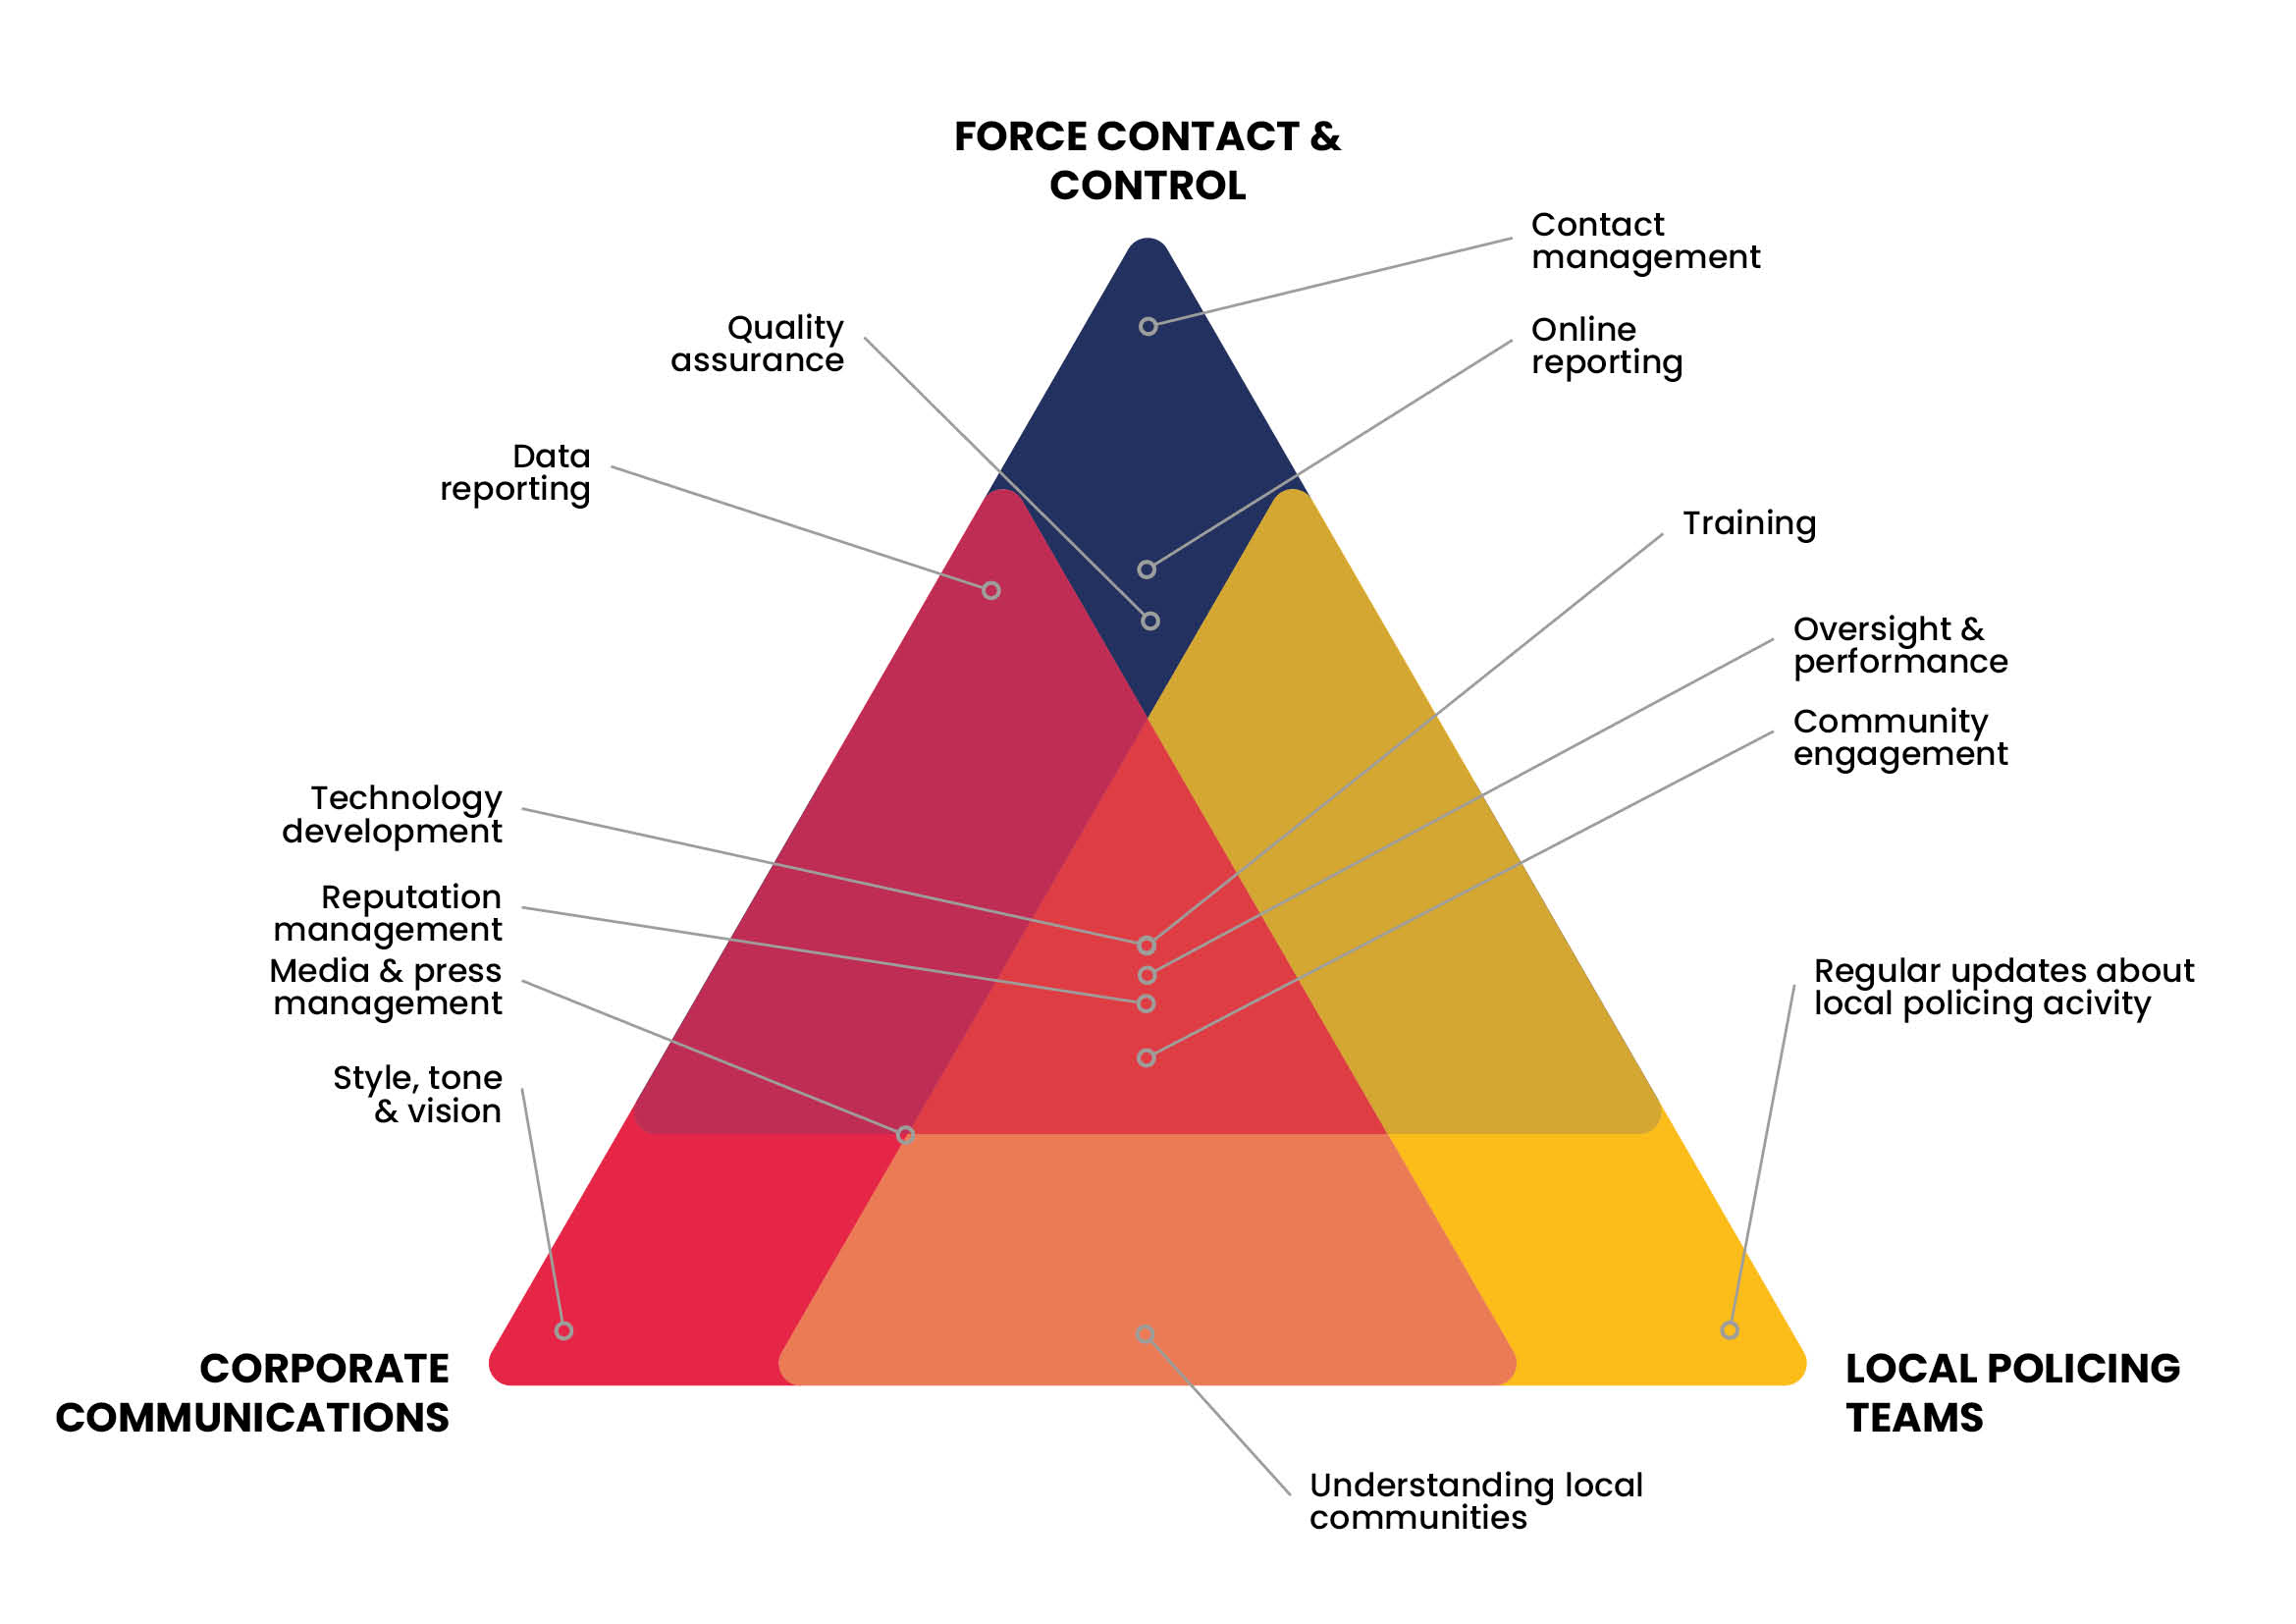 FORCE CONTACT &
CONTROL
Contact
management
Quality
assurance
Online
reporting
Data
reporting
Training
Oversight &
performance
Community
engagement
Technology
development
Reputation
management
Media & press
management
Regular updates about
local policing acivity
Style, tone
& vision
CORPORATE
COMMUNICATIONS
LOCAL POLICING
TEAMS
Understanding local
communities